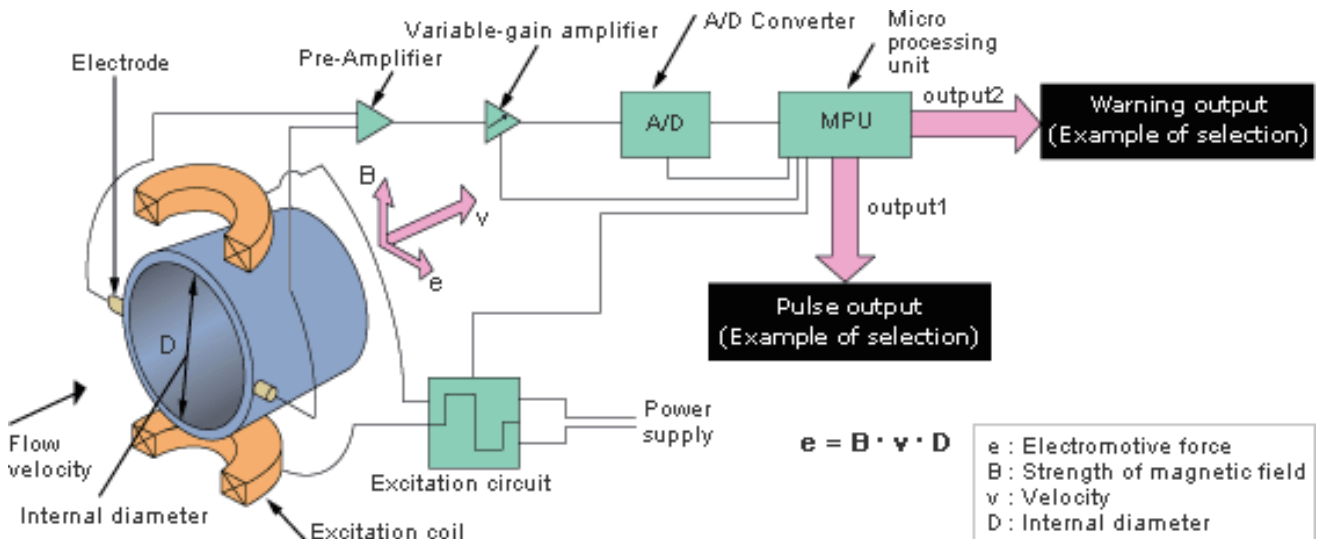 Electrode
Pre-Amplifier
Variable-gain amplifier
A/D Converter
Micro
processing
unit
A/D
MPU
output2
Warning output
(Example of selection)
output1
Pulse output
(Example of selection)
B
v
e
D
Flow
velocity
Internal diameter
Excitation coil
Excitation circuit
Power
supply
e = B · v · D
e : Electromotive force
B : Strength of magnetic field
v : Velocity
D : Internal diameter